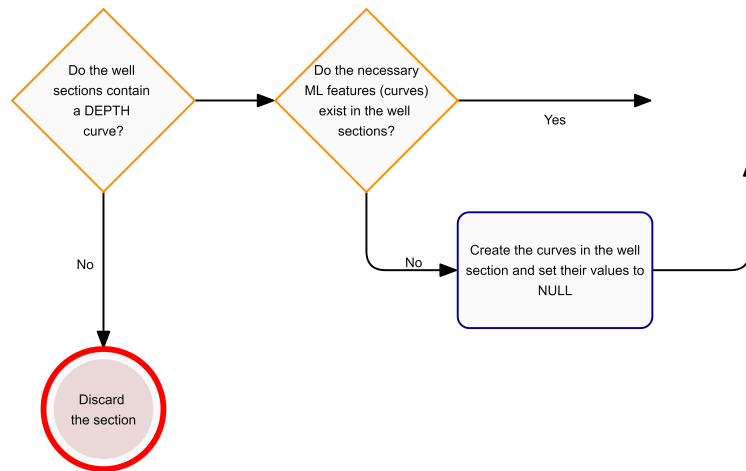 Do the well
sections contain
a DEPTH
curve?
Do the necessary
ML features (curves)
exist in the well
sections?
Yes
No
No
Create the curves in the well
section and set their values to
NULL
Discard
the section